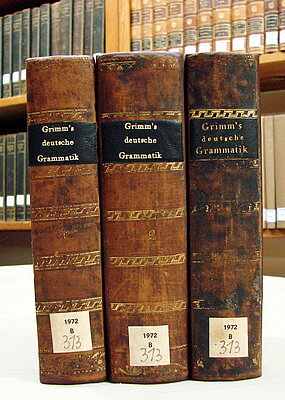 Grimm's
deutsche
Grammatik
1972
B
313
Grimm's
deutsche
Grammatik
1972
B
313
Grimm's
deutsche
Grammatik
1972
B
313